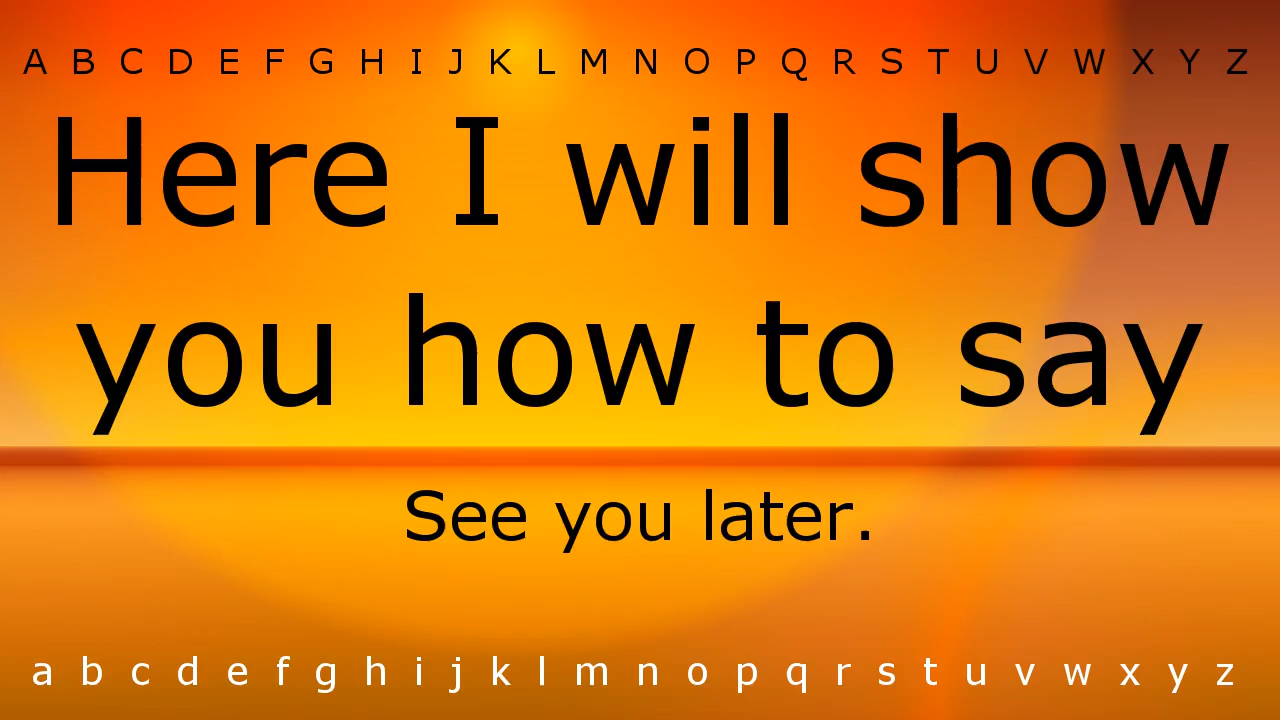 A B C D E F G H I J K L M N O P Q R S T U V W X Y Z
Here I will show
you how to say
See you later.
a b c d e f g h i j k l m n o p q r s t u v w x y z